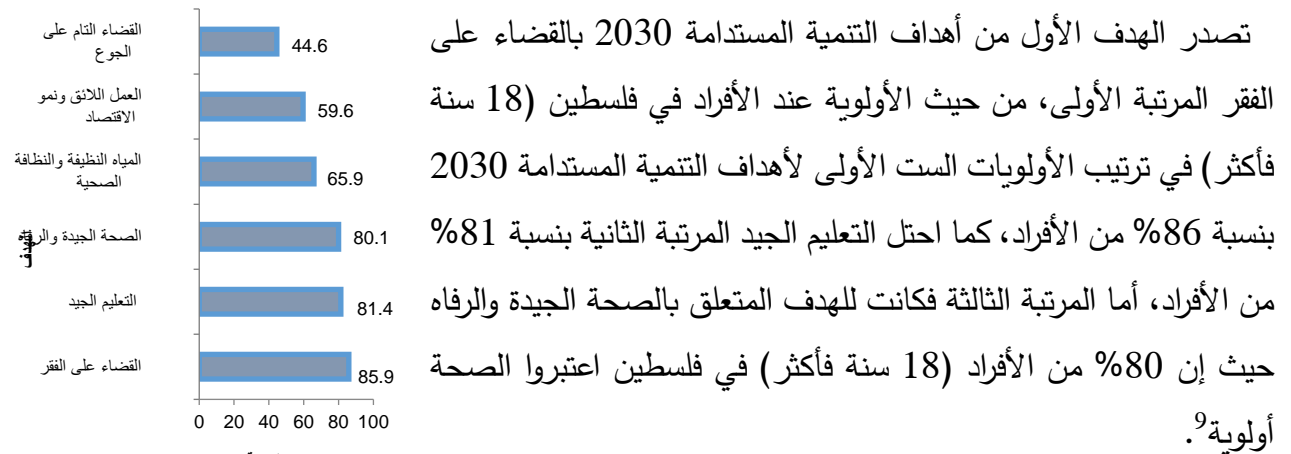 تصدر الهدف الأول من أهداف التنمية المستدامة 2030 بالقضاء على
الفقر المرتبة الأولى، من حيث الأولوية عند الأفراد في فلسطين (18 سنة
فأكثر) في ترتيب الأولويات الست الأولى لأهداف التنمية المستدامة 2030
بنسبة 86% من الأفراد، كما احتل التعليم الجيد المرتبة الثانية بنسبة 81%
من الأفراد، أما المرتبة الثالثة فكانت للهدف المتعلق بالصحة الجيدة والرفاه
حيث إن 80% من الأفراد (18 سنة فأكثر) في فلسطين اعتبروا الصحة
أولوية9.
القضاء التام على
الجوع
44.6
العمل اللائق ونمو
الاقتصاد
59.6
المياه النظيفة والنظافة
الصحية
65.9
الصحة الجيدة والرفاه
80.1
التعليم الجيد
81.4
القضاء على الفقر
85.9
0 20 40 60 80 100
الهدف